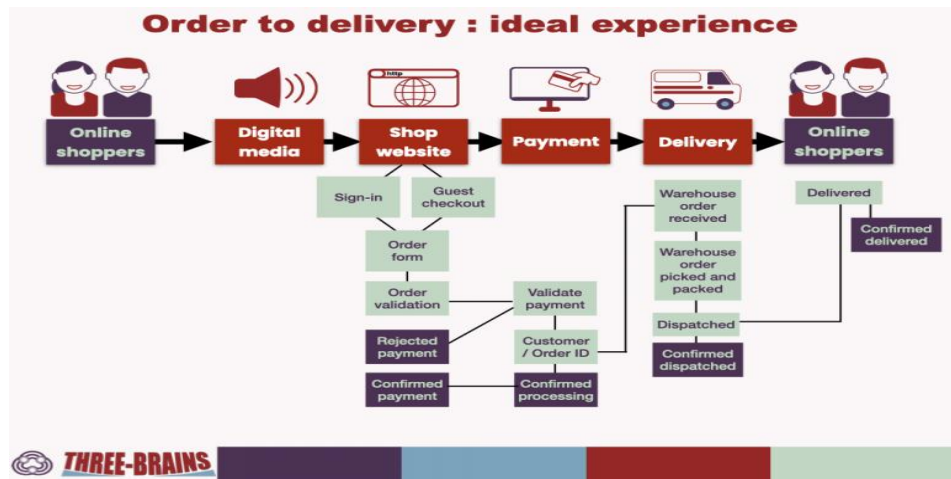 Order to delivery : ideal experience
http
Online
shoppers
Digital
media
Shop
website
Payment
Delivery
Online
shoppers
Sign-in
Guest
checkout
Order
form
Order
validation
Rejected
payment
Confirmed
payment
Validate
payment
Customer
/ Order ID
Confirmed
processing
Warehouse
order
received
Warehouse
order
picked and
packed
Dispatched
Confirmed
dispatched
Delivered
Confirmed
delivered
THREE-BRAINS